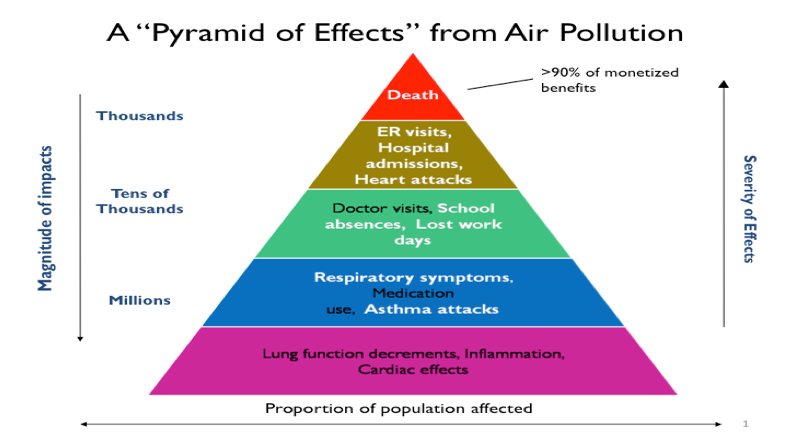 A “Pyramid of Effects” from Air Pollution
>90% of monetized
benefits
Death
Thousands
ER visits,
Hospital
admissions,
Heart attacks
Tens of
Thousands
Doctor visits, School
absences, Lost work
days
Magnitude of impacts
Severity of Effects
Millions
Respiratory symptoms,
Medication
use, Asthma attacks
Lung function decrements, Inflammation,
Cardiac effects
Proportion of population affected
1